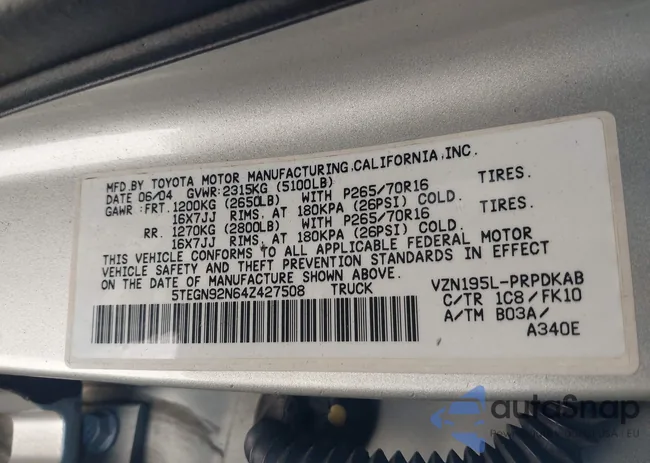 MFD.BY TOYOTA MOTOR MANUFACTURING,CALIFORNIA,INC.
DATE 06/04 GVWR:2315KG (5100LB)
GAWR :FRT.1200KG (2650LB) WITH P265/70R16 TIRES.
16X7JJ RIMS, AT 180KPA (26PSI) COLD.
RR. 1270KG (2800LB) WITH P265/70R16 TIRES.
16X7JJ RIMS, AT 180KPA (26PSI) COLD.
THIS VEHICLE CONFORMS TO ALL APPLICABLE FEDERAL MOTOR
VEHICLE SAFETY AND THEFT PREVENTION STANDARDS IN EFFECT
ON THE DATE OF MANUFACTURE SHOWN ABOVE.
5TEGN92N64Z427508 TRUCK
VZN195L-PRPDKAB
C/TR 1C8/FK10
A/TM B03A/
A340E
autoSnap